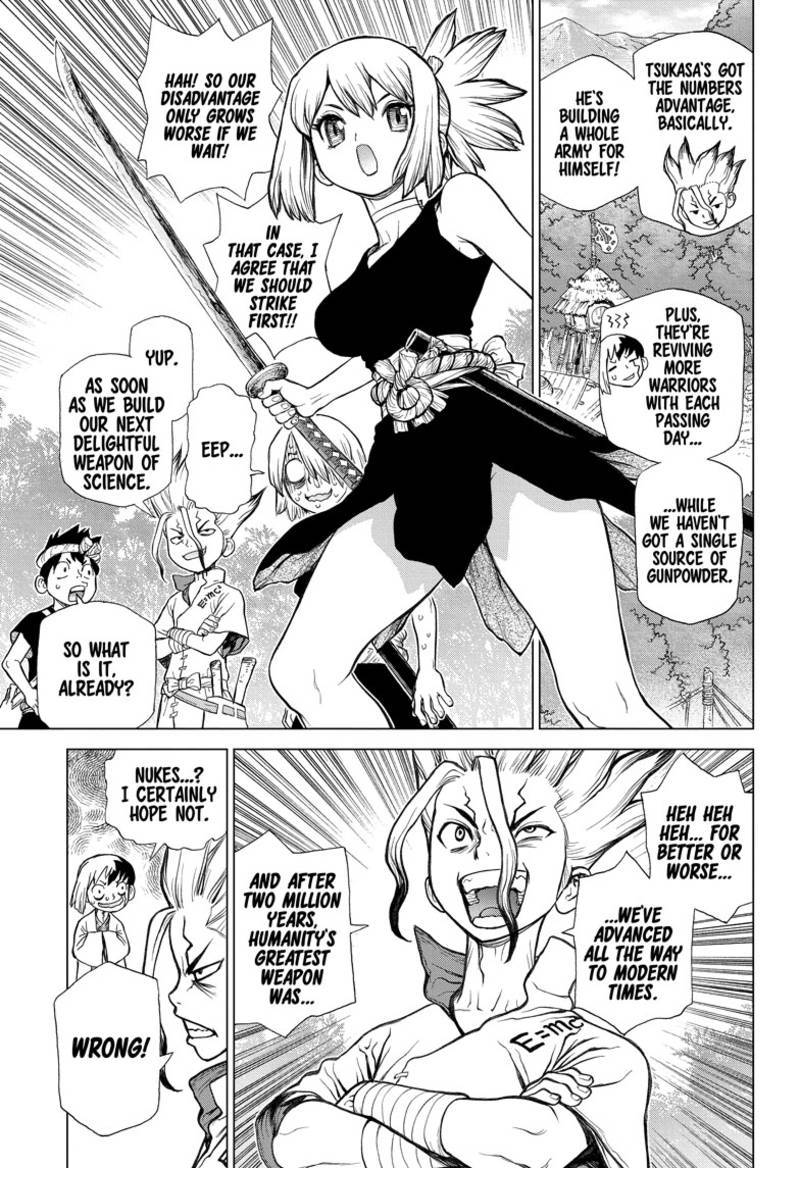 TSUKASA'S GOT
THE NUMBERS
ADVANTAGE,
BASICALLY.
HE'S
BUILDING
A WHOLE
ARMY FOR
HIMSELF!
PLUS,
THEY'RE
REVIVING
MORE
WARRIORS
WITH EACH
PASSING
DAY...
...WHILE
WE HAVEN'T
GOT A SINGLE
SOURCE OF
GUNPOWDER.
HAH! SO OUR
DISADVANTAGE
ONLY GROWS
WORSE IF WE
WAIT!
IN
THAT CASE, I
AGREE THAT
WE SHOULD
STRIKE
FIRST!!
EEP...
YUP.
AS SOON
AS WE BUILD
OUR NEXT
DELIGHTFUL
WEAPON OF
SCIENCE.
E=mc²
SO WHAT
IS IT,
ALREADY?
HEH HEH
HEH... FOR
BETTER OR
WORSE...
...WE'VE
ADVANCED
ALL THE WAY
TO MODERN
TIMES.
AND AFTER
TWO MILLION
YEARS,
HUMANITY'S
GREATEST
WEAPON
WAS...
E=mc²
NUKES...?
I CERTAINLY
HOPE NOT.
WRONG!